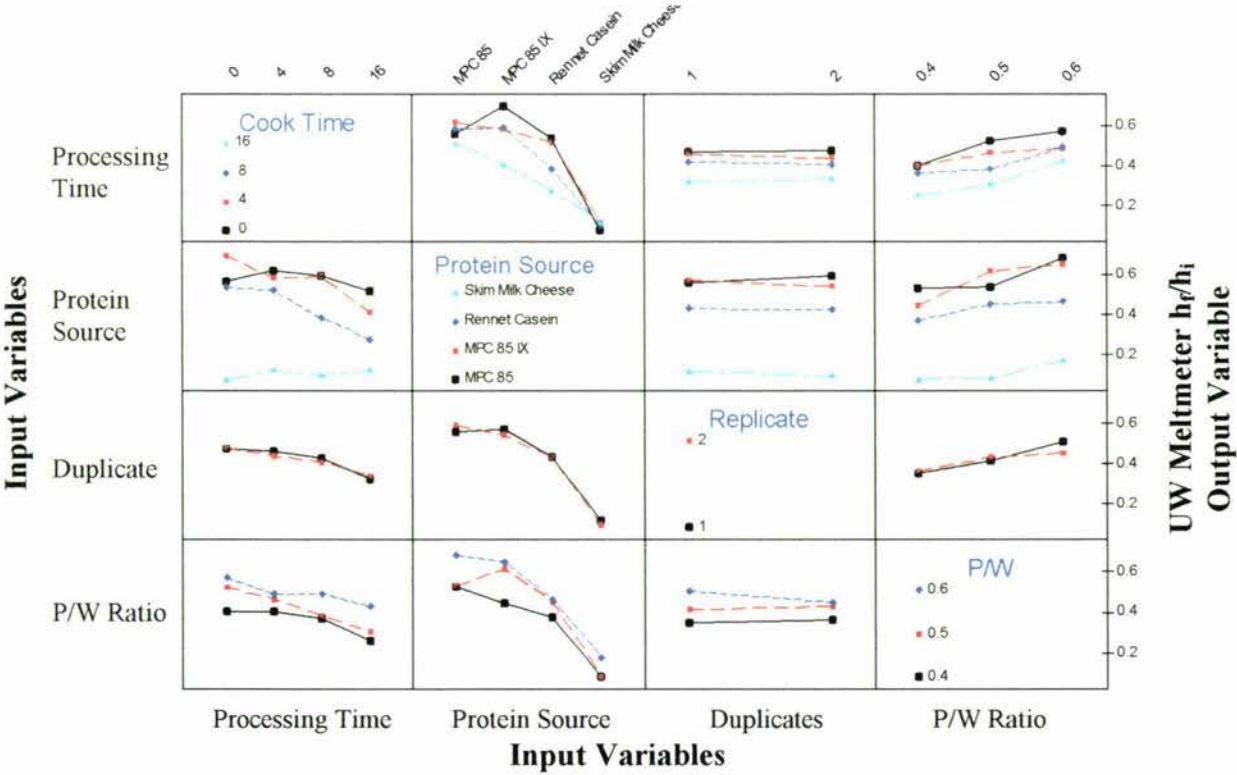 0 4 8 16
MPC 85
MPC 85 IX
Rennet Casein
Skim Milk Cheese
1 2
0.4 0.5 0.6
Input Variables
Processing
Time
Cook Time
16
8
4
0
0.6
0.4
0.2
Protein
Source
Protein Source
Skim Milk Cheese
Rennet Casein
MPC 85 IX
MPC 85
0.6
0.4
0.2
Duplicate
Replicate
2
1
0.6
0.4
0.2
P/W Ratio
P/W
0.6
0.5
0.4
0.6
0.4
0.2
UW Meltmeter hf/hi
Output Variable
Processing Time Protein Source Duplicates P/W Ratio
Input Variables